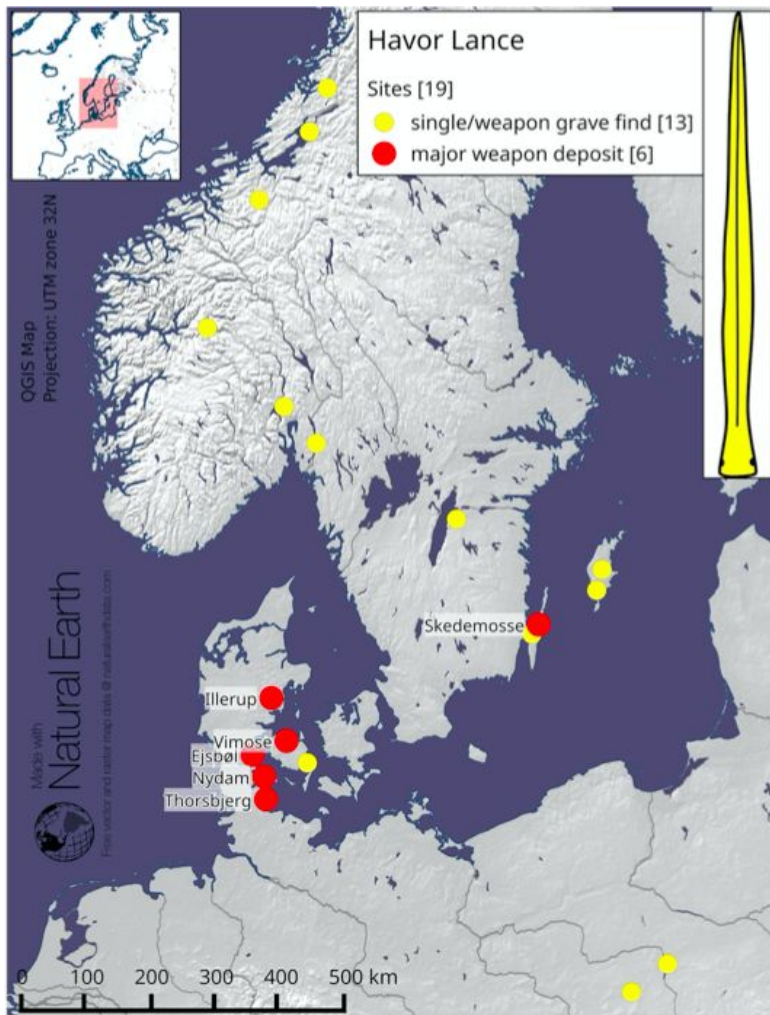 Havor Lance
Sites [19]
single/weapon grave find [13]
major weapon deposit [6]
QGIS Map
Projection: UTM zone 32N
Skedemosse
Illerup
Vimose
Ejsbøl
Nydam
Thorsbjerg
Made with
Natural Earth
Free vector and raster map data @ naturalearthdata.com
0 100 200 300 400 500 km